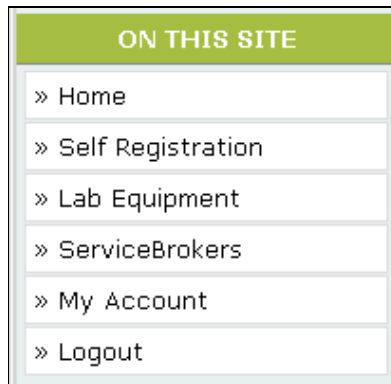 ON THIS SITE
» Home
» Self Registration
» Lab Equipment
» ServiceBrokers
» My Account
» Logout